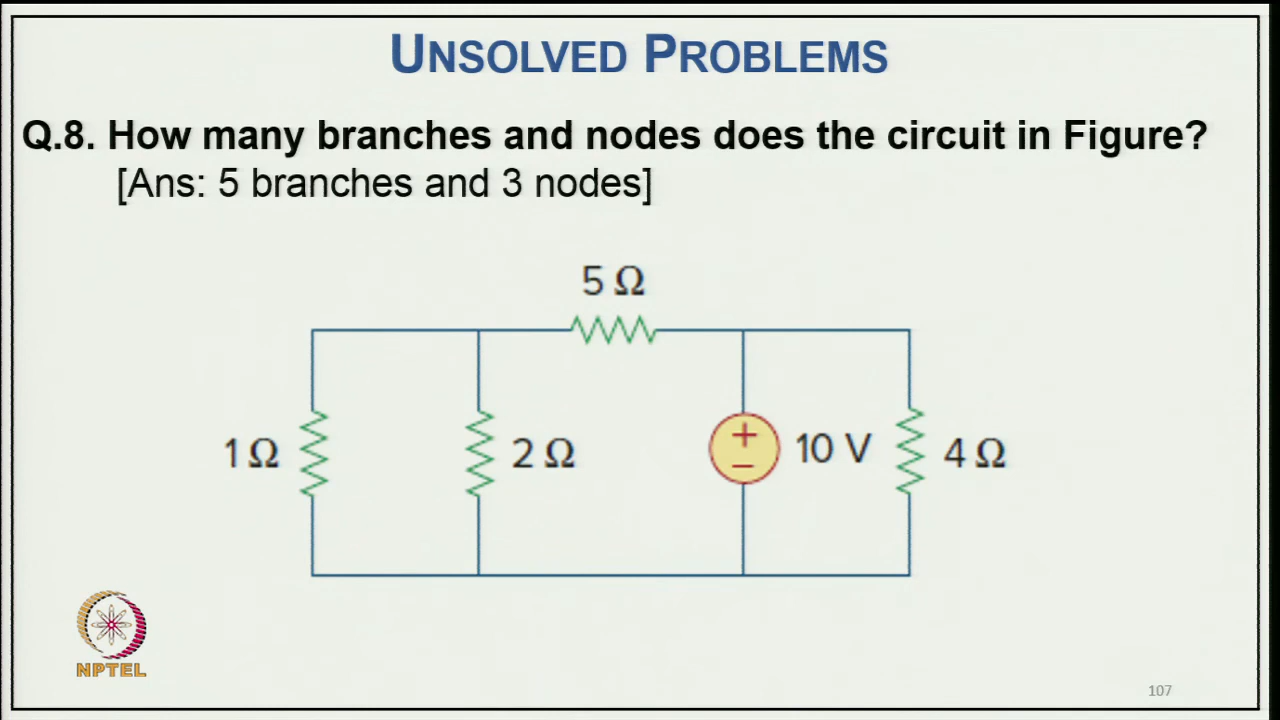 UNSOLVED PROBLEMS
Q.8. How many branches and nodes does the circuit in Figure?
[Ans: 5 branches and 3 nodes]
5 Ω
1 Ω
2 Ω
+
−
10 V
4 Ω
NPTEL
107